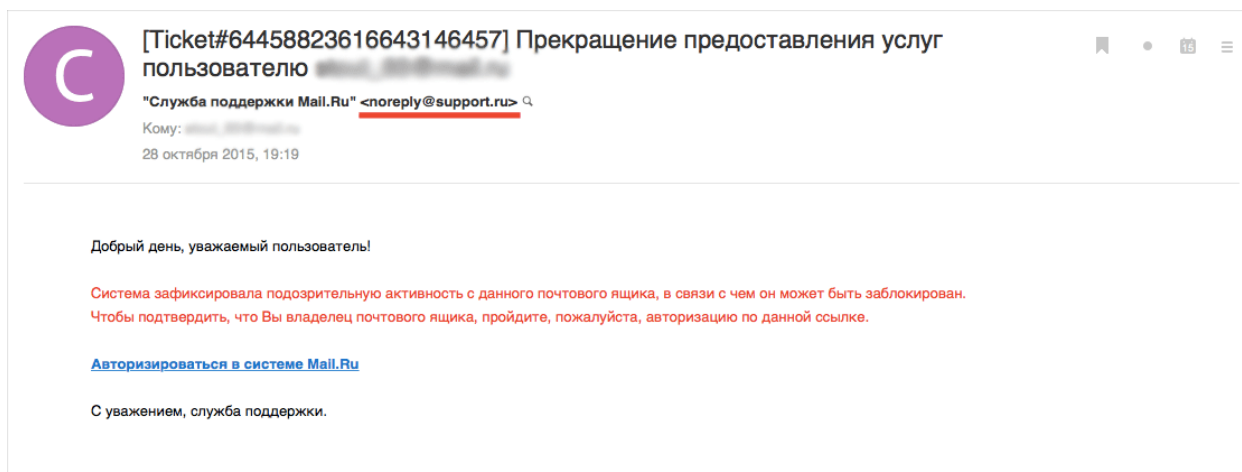 С
[Ticket#64458823616643146457] Прекращение предоставления услуг
пользователю
"Служба поддержки Mail.Ru" <noreply@support.ru>
Кому:
28 октября 2015, 19:19
15
Добрый день, уважаемый пользователь!
Система зафиксировала подозрительную активность с данного почтового ящика, в связи с чем он может быть заблокирован.
Чтобы подтвердить, что Вы владелец почтового ящика, пройдите, пожалуйста, авторизацию по данной ссылке.
Авторизироваться в системе Mail.Ru
С уважением, служба поддержки.